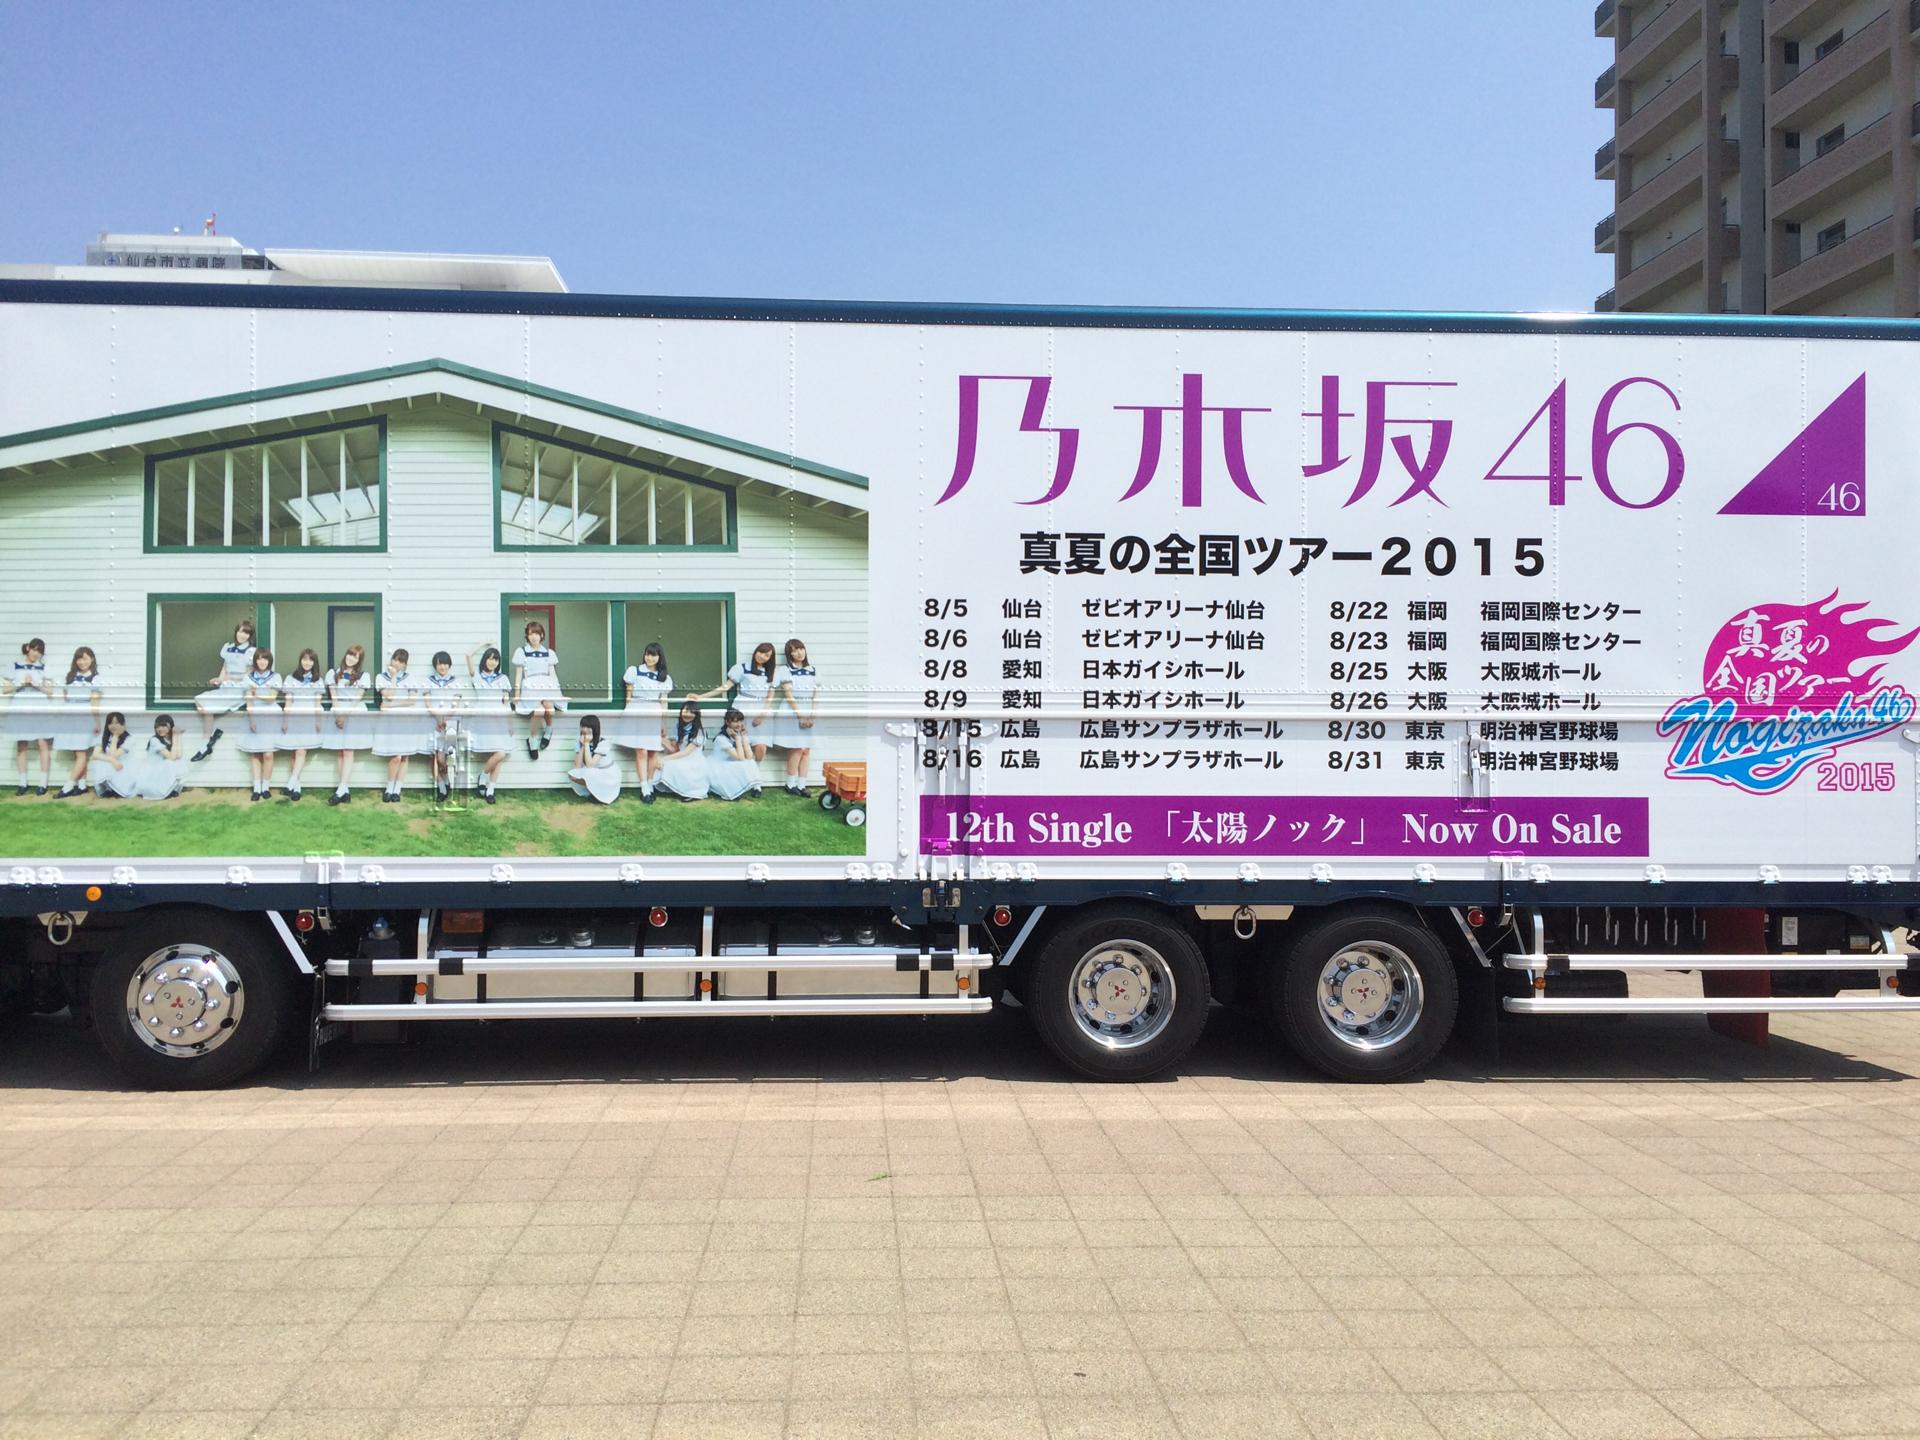 仙台市立病院
乃木坂46
46
真夏の全国ツアー2015
8/5 仙台 ゼビオアリーナ仙台
8/6 仙台 ゼビオアリーナ仙台
8/8 愛知 日本ガイシホール
8/9 愛知 日本ガイシホール
8/15 広島 広島サンプラザホール
8/16 広島 広島サンプラザホール
8/22 福岡 福岡国際センター
8/23 福岡 福岡国際センター
8/25 大阪 大阪城ホール
8/26 大阪 大阪城ホール
8/30 東京 明治神宮野球場
8/31 東京 明治神宮野球場
真夏の
全国ツアー
Nogizaka46
2015
12th Single 「太陽ノック」 Now On Sale